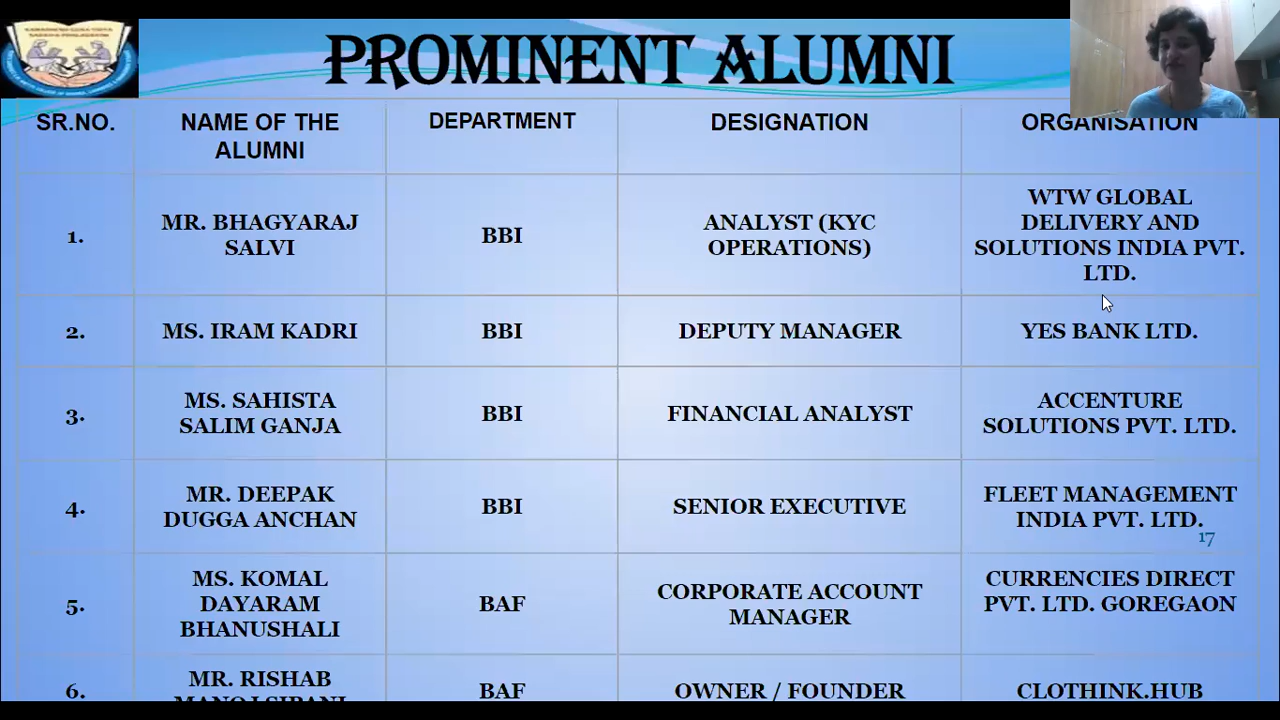 PROMINENT ALUMNI
SR.NO.
NAME OF THE
ALUMNI
DEPARTMENT
DESIGNATION
ORGANISATION
1.
MR. BHAGYARAJ
SALVI
BBI
ANALYST (KYC
OPERATIONS)
WTW GLOBAL
DELIVERY AND
SOLUTIONS INDIA PVT.
LTD.
2.
MS. IRAM KADRI
BBI
DEPUTY MANAGER
YES BANK LTD.
3.
MS. SAHISTA
SALIM GANJA
BBI
FINANCIAL ANALYST
ACCENTURE
SOLUTIONS PVT. LTD.
4.
MR. DEEPAK
DUGGA ANCHAN
BBI
SENIOR EXECUTIVE
FLEET MANAGEMENT
INDIA PVT. LTD.
17
5.
MS. KOMAL
DAYARAM
BHANUSHALI
BAF
CORPORATE ACCOUNT
MANAGER
CURRENCIES DIRECT
PVT. LTD. GOREGAON
6.
MR. RISHAB
BAF
OWNER / FOUNDER
CLOTHINK.HUB